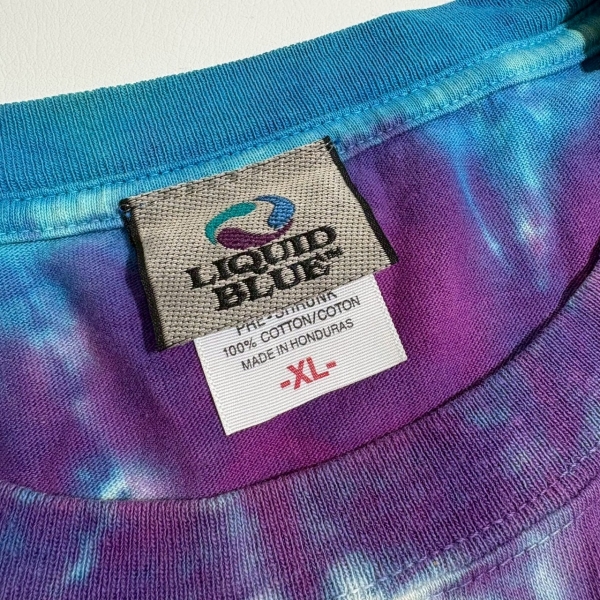 LIQUID
BLUE™
PRE-SHRUNK
100% COTTON/COTON
MADE IN HONDURAS
-XL-